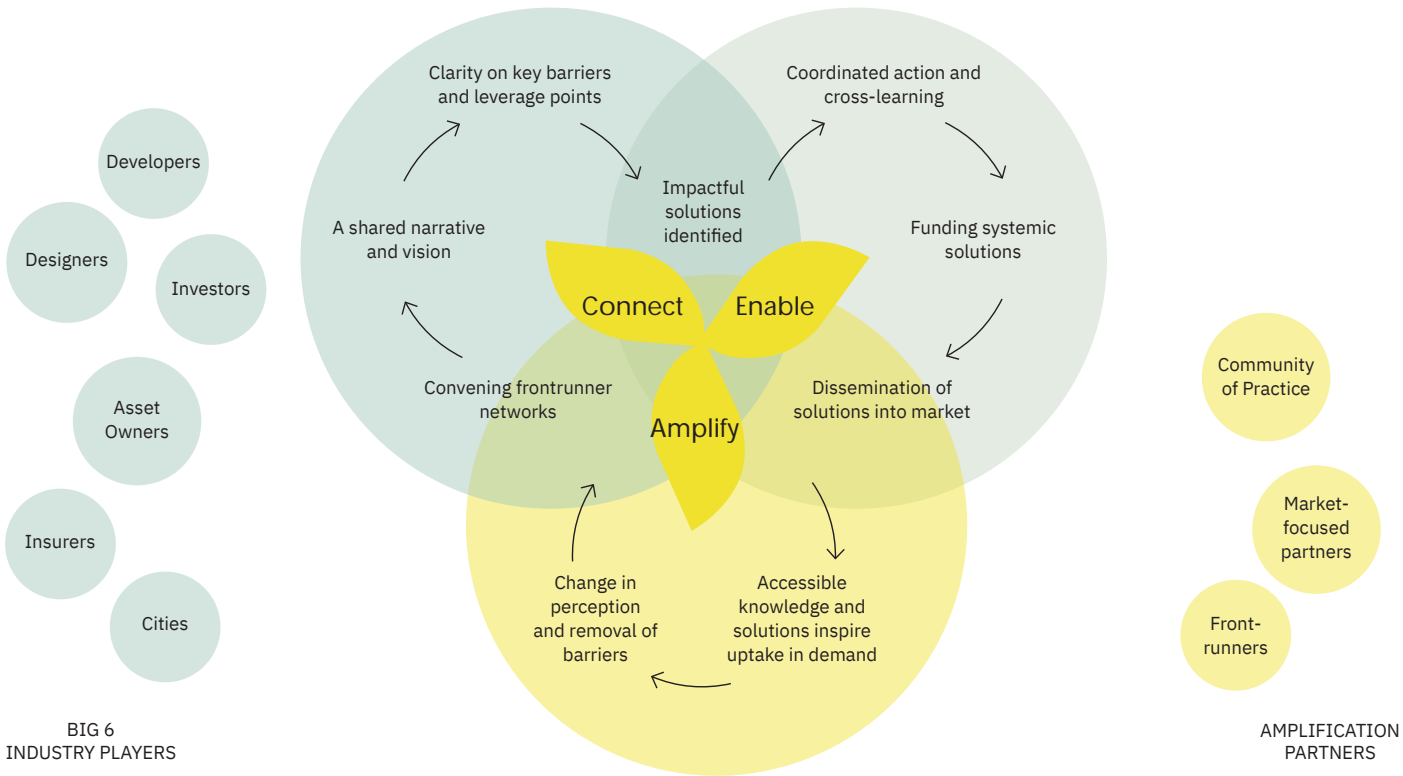 Developers
Designers
Investors
Asset
Owners
Insurers
Cities
BIG 6
INDUSTRY PLAYERS
Clarity on key barriers
and leverage points
A shared narrative
and vision
Convening frontrunner
networks
Impactful
solutions
identified
Coordinated action and
cross-learning
Funding systemic
solutions
Dissemination of
solutions into market
Connect
Enable
Amplify
Change in
perception
and removal of
barriers
Accessible
knowledge and
solutions inspire
uptake in demand
Community
of Practice
Market-
focused
partners
Front-
runners
AMPLIFICATION
PARTNERS